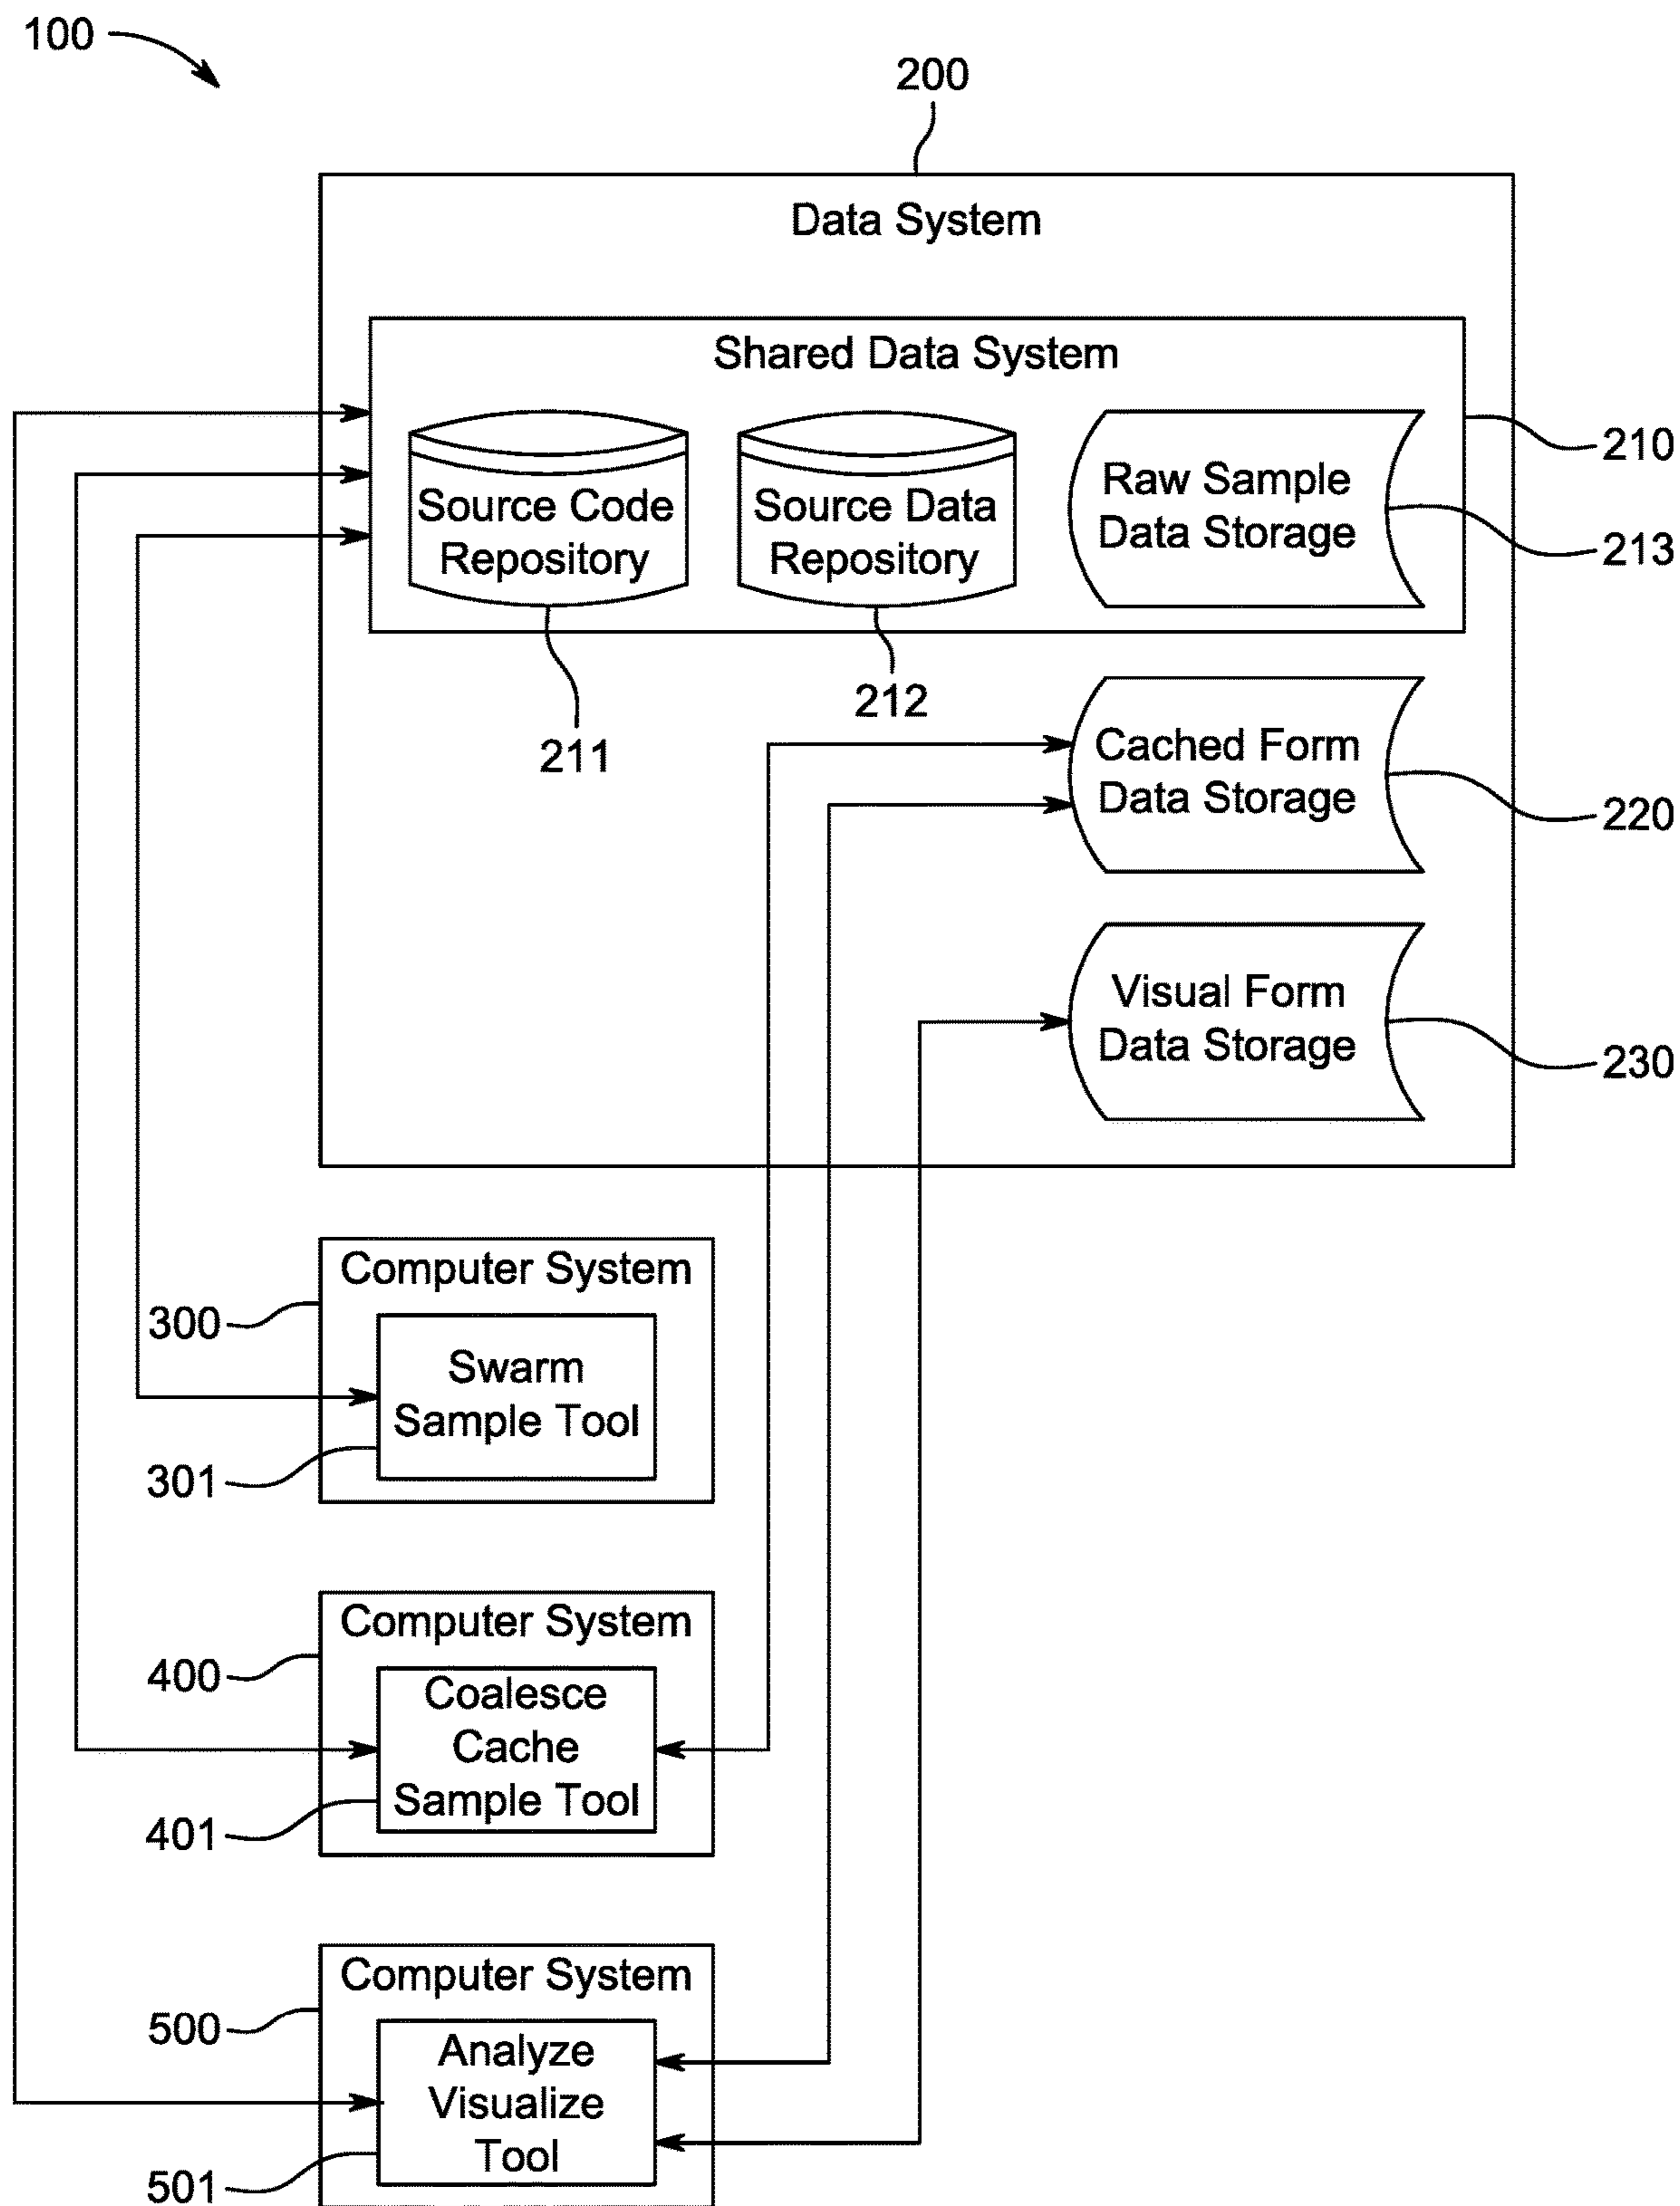 100
200
Data System
Shared Data System
Source Code
Repository
Source Data
Repository
Raw Sample
Data Storage
210
213
211
212
Cached Form
Data Storage
220
Visual Form
Data Storage
230
Computer System
300
Swarm
Sample Tool
301
Computer System
400
Coalesce
Cache
Sample Tool
401
Computer System
500
Analyze
Visualize
Tool
501